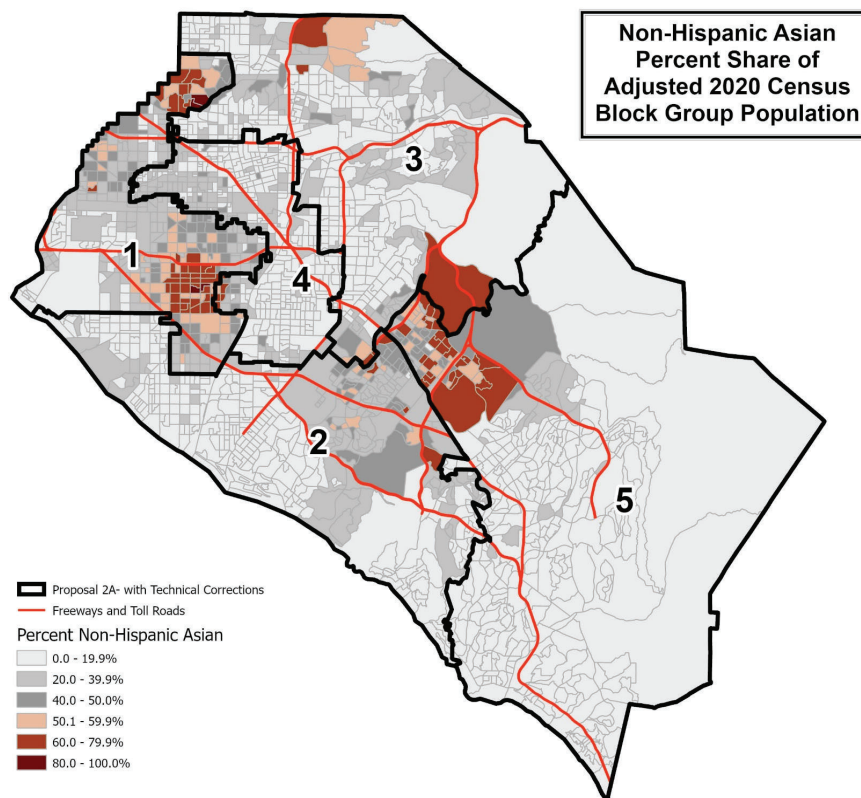 Non-Hispanic Asian
Percent Share of
Adjusted 2020 Census
Block Group Population
3
1
4
2
5
Proposal 2A- with Technical Corrections
Freeways and Toll Roads
Percent Non-Hispanic Asian
0.0 - 19.9%
20.0 - 39.9%
40.0 - 50.0%
50.1 - 59.9%
60.0 - 79.9%
80.0 - 100.0%